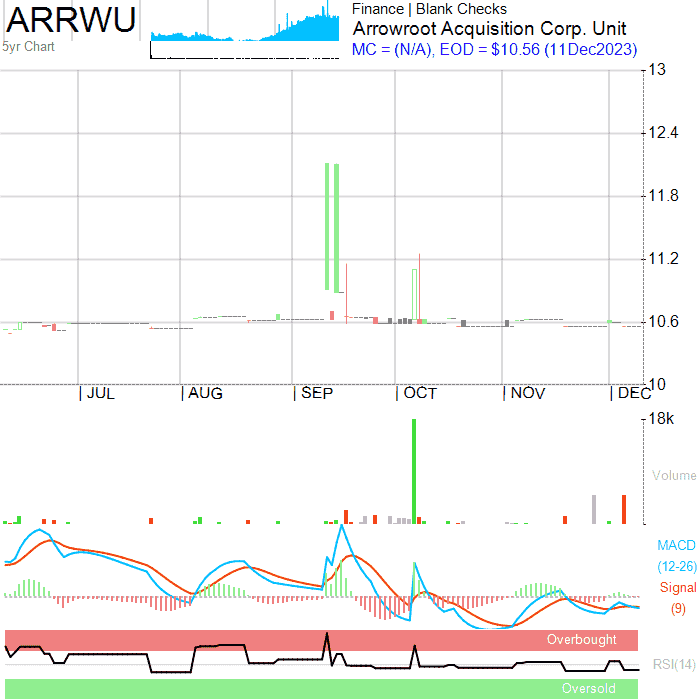 ARRWU
5yr Chart
Finance | Blank Checks
Arrowroot Acquisition Corp. Unit
MC = (N/A), EOD = $10.56 (11Dec2023)
13
12.4
11.8
11.2
10.6
10
JUL AUG SEP OCT NOV DEC
18k
Volume
MACD
(12-26)
Signal
(9)
Overbought
RSI(14)
Oversold